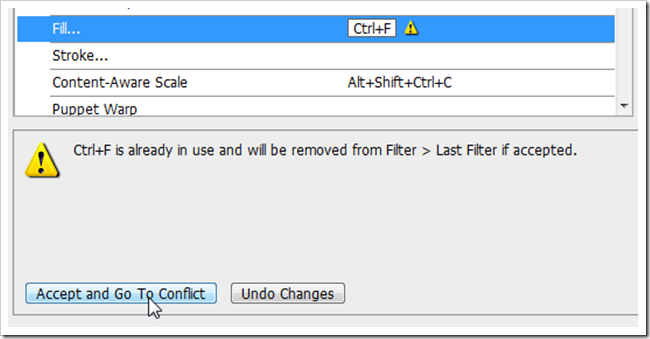 Fill... Ctrl+F
Stroke...
Content-Aware Scale Alt+Shift+Ctrl+C
Puppet Warp
Ctrl+F is already in use and will be removed from Filter > Last Filter if accepted.
Accept and Go To Conflict Undo Changes